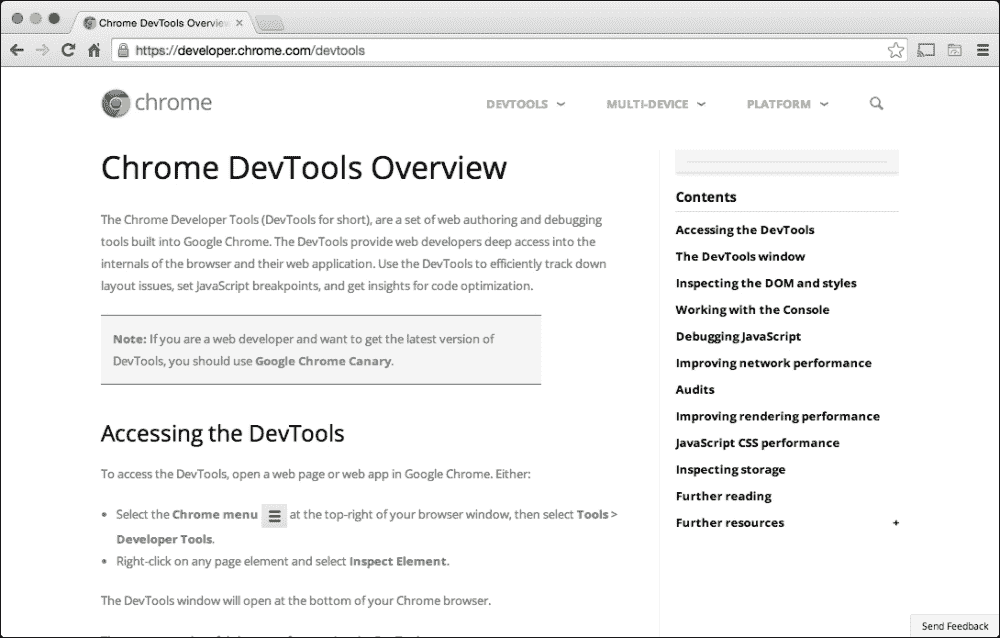 Chrome DevTools Overview
https://developer.chrome.com/devtools
chrome
DEVTOOLS
MULTI-DEVICE
PLATFORM
Chrome DevTools Overview
The Chrome Developer Tools (DevTools for short), are a set of web authoring and debugging
tools built into Google Chrome. The DevTools provide web developers deep access into the
internals of the browser and their web application. Use the DevTools to efficiently track down
layout issues, set JavaScript breakpoints, and get insights for code optimization.
Note: If you are a web developer and want to get the latest version of
DevTools, you should use Google Chrome Canary.
Accessing the DevTools
To access the DevTools, open a web page or web app in Google Chrome. Either:
• Select the Chrome menu ☰ at the top-right of your browser window, then select Tools >
Developer Tools.
• Right-click on any page element and select Inspect Element.
The DevTools window will open at the bottom of your Chrome browser.
Contents
Accessing the DevTools
The DevTools window
Inspecting the DOM and styles
Working with the Console
Debugging JavaScript
Improving network performance
Audits
Improving rendering performance
JavaScript CSS performance
Inspecting storage
Further reading
Further resources +
Send Feedback